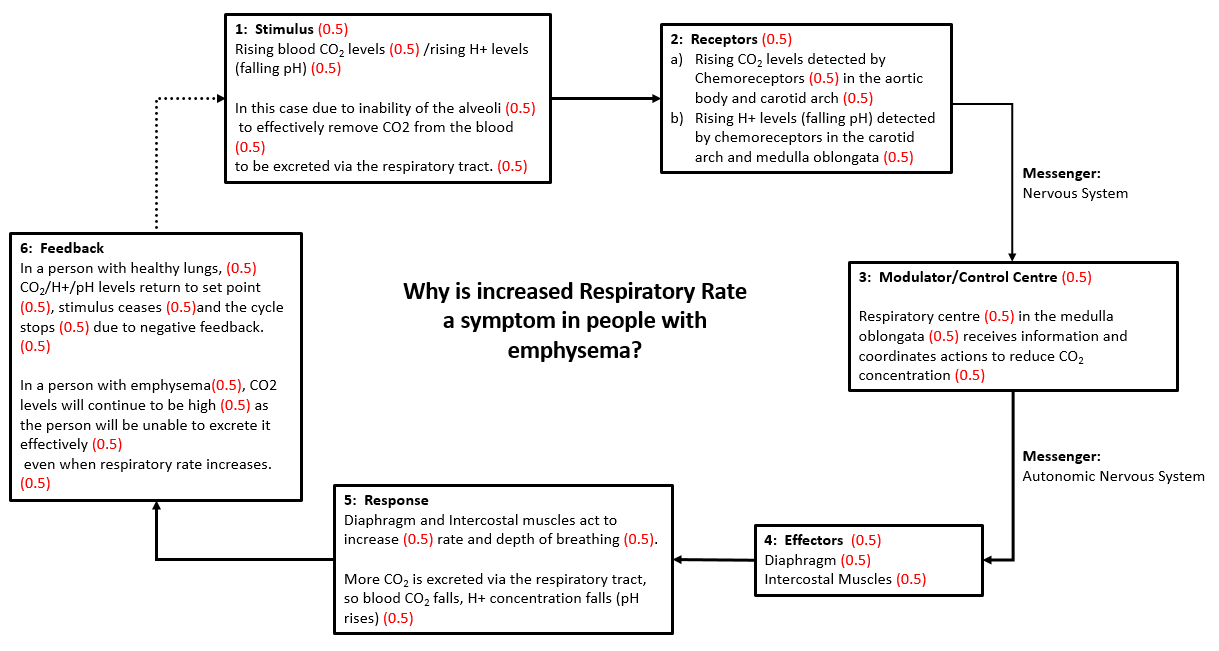 1:  Stimulus (0.5)
Rising blood CO₂ levels (0.5) /rising H+ levels
(falling pH) (0.5)
In this case due to inability of the alveoli (0.5)
to effectively remove CO2 from the blood
(0.5)
to be excreted via the respiratory tract. (0.5)
2:  Receptors (0.5)
a) Rising CO₂ levels detected by
Chemoreceptors (0.5) in the aortic
body and carotid arch (0.5)
b) Rising H+ levels (falling pH) detected
by chemoreceptors in the carotid
arch and medulla oblongata (0.5)
Messenger:
Nervous System
3:  Modulator/Control Centre (0.5)
Respiratory centre (0.5) in the medulla
oblongata (0.5) receives information and
coordinates actions to reduce CO₂
concentration (0.5)
Messenger:
Autonomic Nervous System
4:  Effectors  (0.5)
Diaphragm (0.5)
Intercostal Muscles (0.5)
5:  Response
Diaphragm and Intercostal muscles act to
increase (0.5) rate and depth of breathing (0.5).
More CO₂ is excreted via the respiratory tract,
so blood CO₂ falls, H+ concentration falls (pH
rises) (0.5)
6:  Feedback
In a person with healthy lungs, (0.5)
CO₂/H+/pH levels return to set point
(0.5), stimulus ceases (0.5)and the cycle
stops (0.5) due to negative feedback.
(0.5)
In a person with emphysema(0.5), CO2
levels will continue to be high (0.5) as
the person will be unable to excrete it
effectively (0.5)
even when respiratory rate increases.
(0.5)
Why is increased Respiratory Rate
a symptom in people with
emphysema?